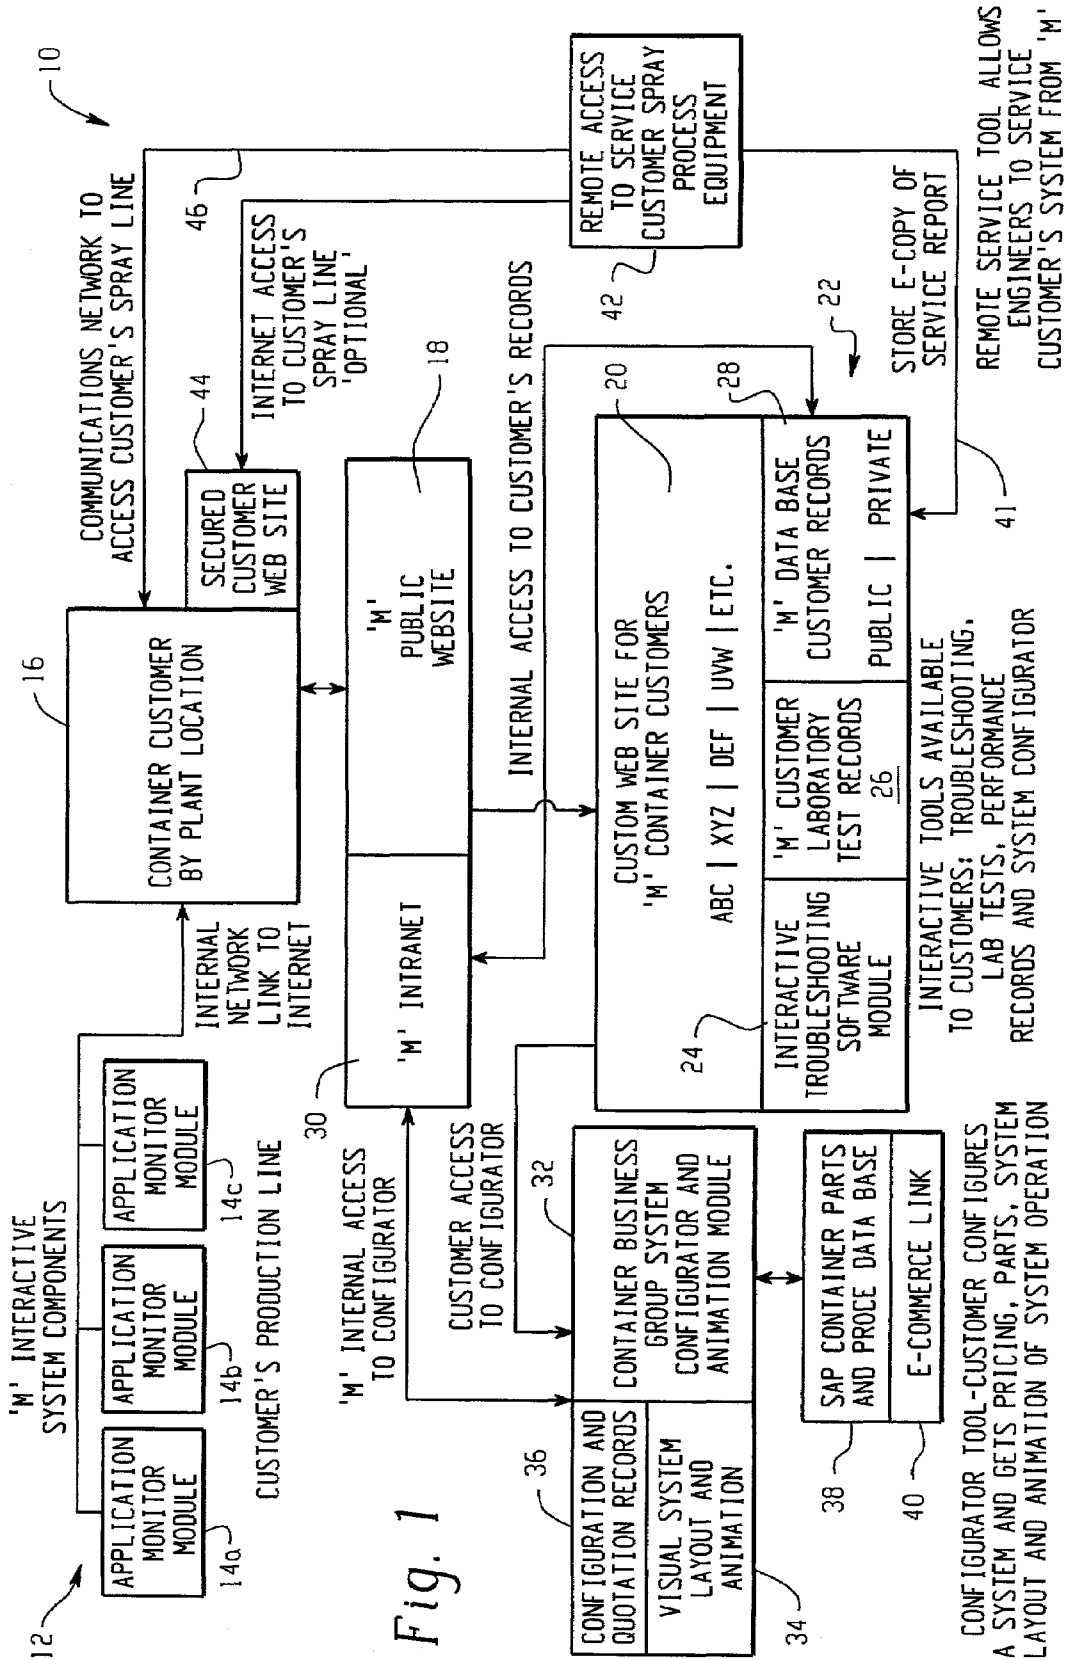 'M' INTERACTIVE
SYSTEM COMPONENTS
12
APPLICATION
MONITOR
MODULE
14a
APPLICATION
MONITOR
MODULE
14b
APPLICATION
MONITOR
MODULE
14c
CUSTOMER'S PRODUCTION LINE
INTERNAL
NETWORK
LINK TO
INTERNET
16
CONTAINER CUSTOMER
BY PLANT LOCATION
SECURED
CUSTOMER
WEB SITE
44
COMMUNICATIONS NETWORK TO
ACCESS CUSTOMER'S SPRAY LINE
10
46
INTERNET ACCESS
TO CUSTOMER'S
SPRAY LINE
'OPTIONAL'
'M' INTERNAL ACCESS
TO CONFIGURATOR
30
'M' INTRANET
'M'
PUBLIC
WEBSITE
18
Fig. 1
CUSTOMER ACCESS
TO CONFIGURATOR
INTERNAL ACCESS TO CUSTOMER'S RECORDS
42
REMOTE ACCESS
TO SERVICE
CUSTOMER SPRAY
PROCESS
EQUIPMENT
36
CONFIGURATION AND
QUOTATION RECORDS
VISUAL SYSTEM
LAYOUT AND
ANIMATION
34
32
CONTAINER BUSINESS
GROUP SYSTEM
CONFIGURATOR AND
ANIMATION MODULE
CUSTOM WEB SITE FOR
'M' CONTAINER CUSTOMERS
20
ABC | XYZ | DEF | UVW | ETC.
24
INTERACTIVE
TROUBLESHOOTING
SOFTWARE
MODULE
'M' CUSTOMER
LABORATORY
TEST RECORDS
26
28
'M' DATA BASE
CUSTOMER RECORDS
PUBLIC | PRIVATE
22
STORE E-COPY OF
SERVICE REPORT
41
38
SAP CONTAINER PARTS
AND PROCE DATA BASE
40
E-COMMERCE LINK
CONFIGURATOR TOOL-CUSTOMER CONFIGURES
A SYSTEM AND GETS PRICING, PARTS, SYSTEM
LAYOUT AND ANIMATION OF SYSTEM OPERATION
INTERACTIVE TOOLS AVAILABLE
TO CUSTOMERS: TROUBLESHOOTING,
LAB TESTS, PERFORMANCE
RECORDS AND SYSTEM CONFIGURATOR
REMOTE SERVICE TOOL ALLOWS
ENGINEERS TO SERVICE
CUSTOMER'S SYSTEM FROM 'M'